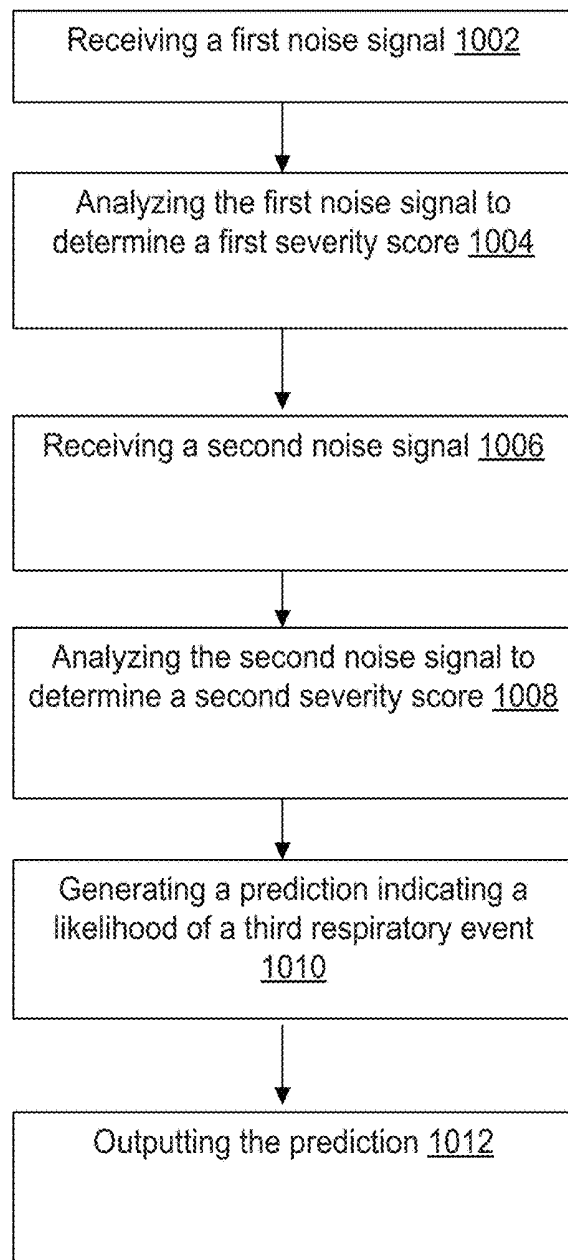 Receiving a first noise signal 1002
Analyzing the first noise signal to
determine a first severity score 1004
Receiving a second noise signal 1006
Analyzing the second noise signal to
determine a second severity score 1008
Generating a prediction indicating a
likelihood of a third respiratory event
1010
Outputting the prediction 1012